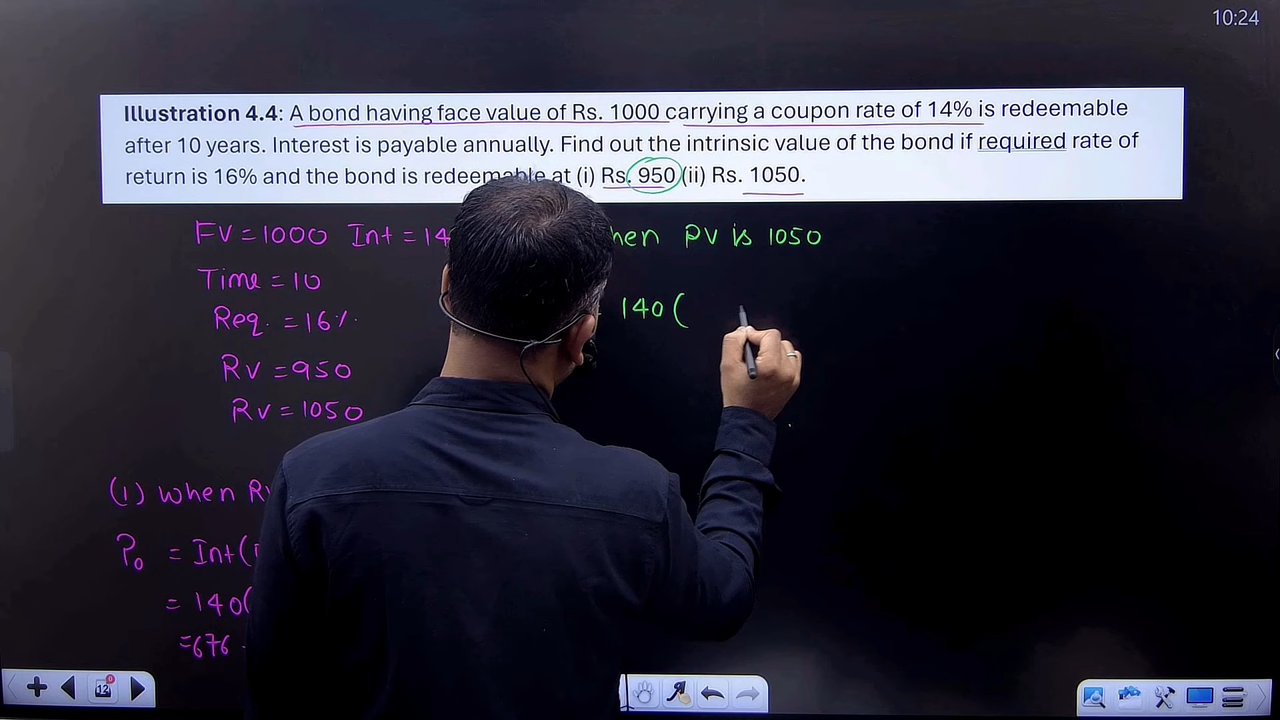 10:24
Illustration 4.4: A bond having face value of Rs. 1000 carrying a coupon rate of 14% is redeemable
after 10 years. Interest is payable annually. Find out the intrinsic value of the bond if required rate of
return is 16% and the bond is redeemable at (i) Rs. 950 (ii) Rs. 1050.
FV = 1000 Int = 14
Time = 10
Req. = 16%.
RV = 950
RV = 1050
(1) when RV
P0 = Int(
= 140(
=676
hen PV is 1050
140(
12